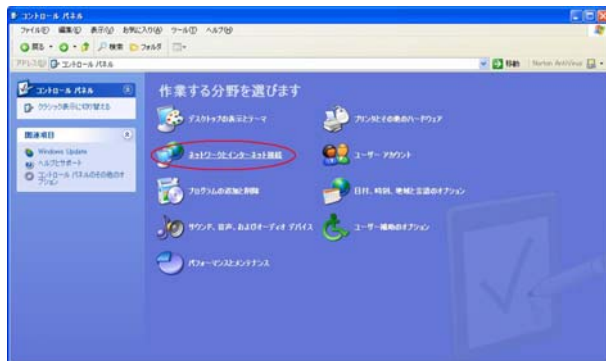 コントロール パネル
ファイル(F) 編集(E) 表示(V) お気に入り(A) ツール(T) ヘルプ(H)
戻る 検索 フォルダ
アドレス(D) コントロール パネル 移動 Norton AntiVirus
コントロール パネル
クラシック表示に切り替える
関連項目
Windows Update
ヘルプとサポート
コントロール パネルのその他のオプション
作業する分野を選びます
デスクトップの表示とテーマ
プリンタとその他のハードウェア
ネットワークとインターネット接続
ユーザー アカウント
プログラムの追加と削除
日付、時刻、地域と言語のオプション
サウンド、音声、およびオーディオ デバイス
ユーザー補助のオプション
パフォーマンスとメンテナンス